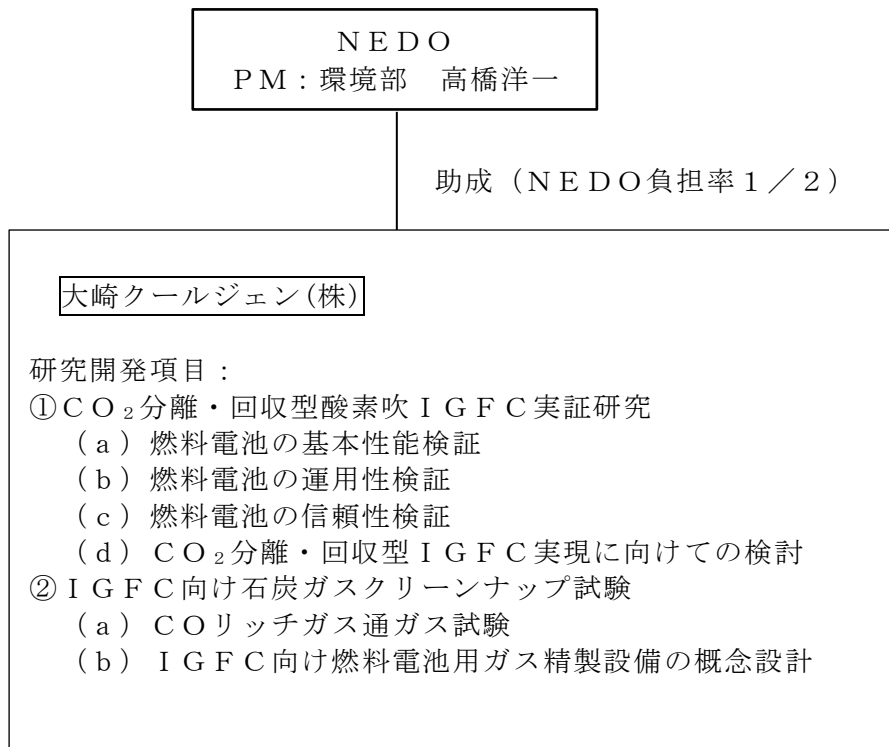 ＮＥＤＯ
ＰＭ：環境部　高橋洋一
助成（ＮＥＤＯ負担率１／２）
大崎クールジェン(株)
研究開発項目：
①ＣＯ₂分離・回収型酸素吹ＩＧＦＣ実証研究
（ａ）燃料電池の基本性能検証
（ｂ）燃料電池の運用性検証
（ｃ）燃料電池の信頼性検証
（ｄ）ＣＯ₂分離・回収型ＩＧＦＣ実現に向けての検討
②ＩＧＦＣ向け石炭ガスクリーンナップ試験
（ａ）ＣＯリッチガス通ガス試験
（ｂ）ＩＧＦＣ向け燃料電池用ガス精製設備の概念設計